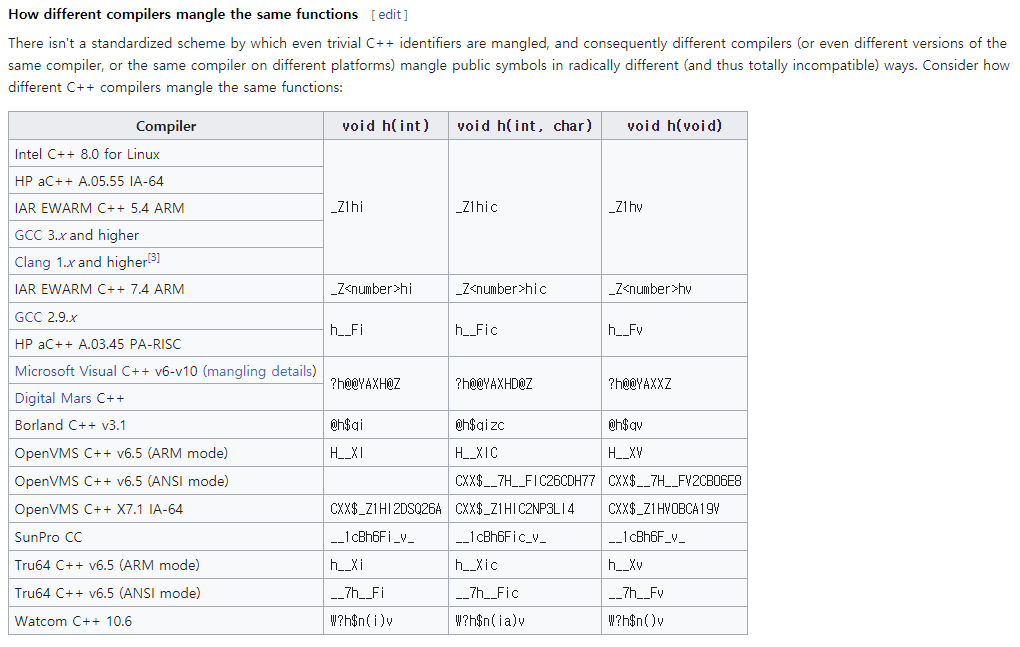 How different compilers mangle the same functions [ edit ]
There isn't a standardized scheme by which even trivial C++ identifiers are mangled, and consequently different compilers (or even different versions of the
same compiler, or the same compiler on different platforms) mangle public symbols in radically different (and thus totally incompatible) ways. Consider how
different C++ compilers mangle the same functions:
Compiler void h(int) void h(int, char) void h(void)
Intel C++ 8.0 for Linux
HP aC++ A.05.55 IA-64
IAR EWARM C++ 5.4 ARM _Z1hi _Z1hic _Z1hv
GCC 3.x and higher
Clang 1.x and higher[3]
IAR EWARM C++ 7.4 ARM _Z<number>hi _Z<number>hic _Z<number>hv
GCC 2.9.x
h__Fi h__Fic h__Fv
HP aC++ A.03.45 PA-RISC
Microsoft Visual C++ v6-v10 (mangling details)
?h@@YAXH@Z ?h@@YAXHD@Z ?h@@YAXXZ
Digital Mars C++
Borland C++ v3.1 @h$qi @h$qizc @h$qv
OpenVMS C++ v6.5 (ARM mode) H__XI H__XIC H__XV
OpenVMS C++ v6.5 (ANSI mode) CXX$__7H__FIC26CDH77 CXX$__7H__FV2CB06E8
OpenVMS C++ X7.1 IA-64 CXX$_Z1HI2DSQ26A CXX$_Z1HIC2NP3LI4 CXX$_Z1HV0BCA19V
SunPro CC __1cBh6Fi_v_ __1cBh6Fic_v_ __1cBh6F_v_
Tru64 C++ v6.5 (ARM mode) h__Xi h__Xic h__Xv
Tru64 C++ v6.5 (ANSI mode) __7h__Fi __7h__Fic __7h__Fv
Watcom C++ 10.6 W?h$n(i)v W?h$n(ia)v W?h$n()v